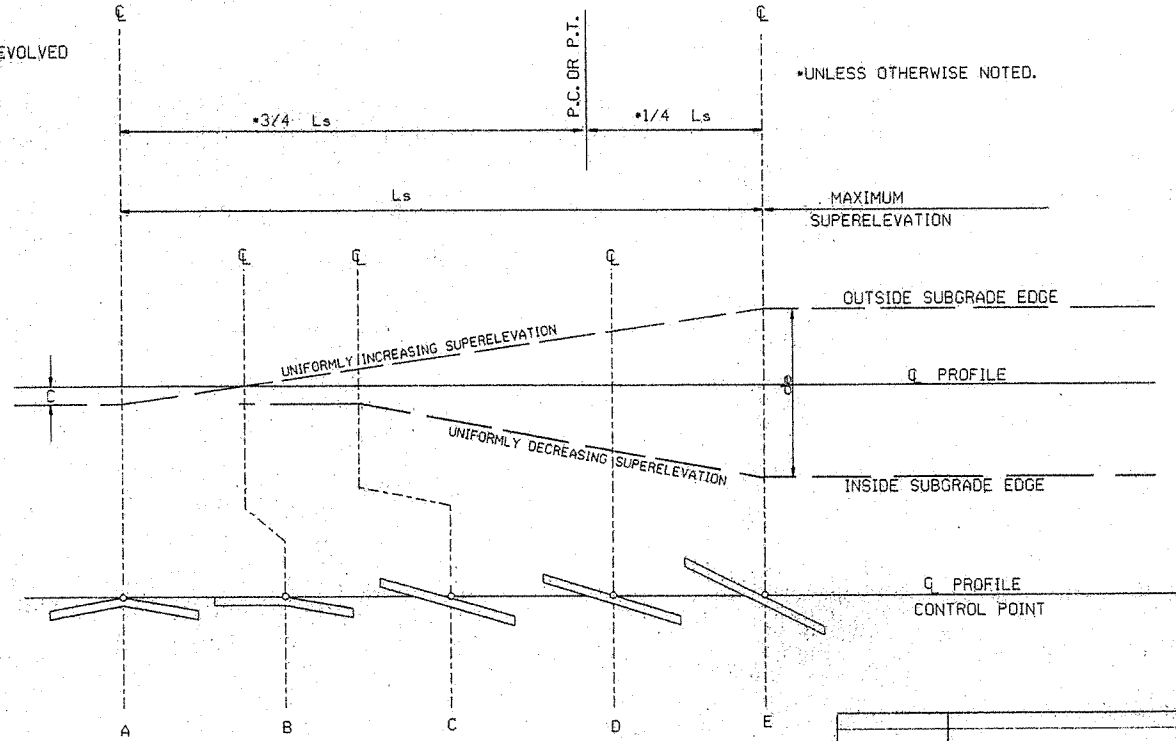 ℄ ℄
EVOLVED
P.C. OR P.T.
*UNLESS OTHERWISE NOTED.
*3/4 Ls
*1/4 Ls
Ls
MAXIMUM
SUPERELEVATION
℄ ℄ ℄
OUTSIDE SUBGRADE EDGE
UNIFORMLY INCREASING SUPERELEVATION
℄ PROFILE
C
UNIFORMLY DECREASING SUPERELEVATION
INSIDE SUBGRADE EDGE
℄ PROFILE
CONTROL POINT
A B C D E